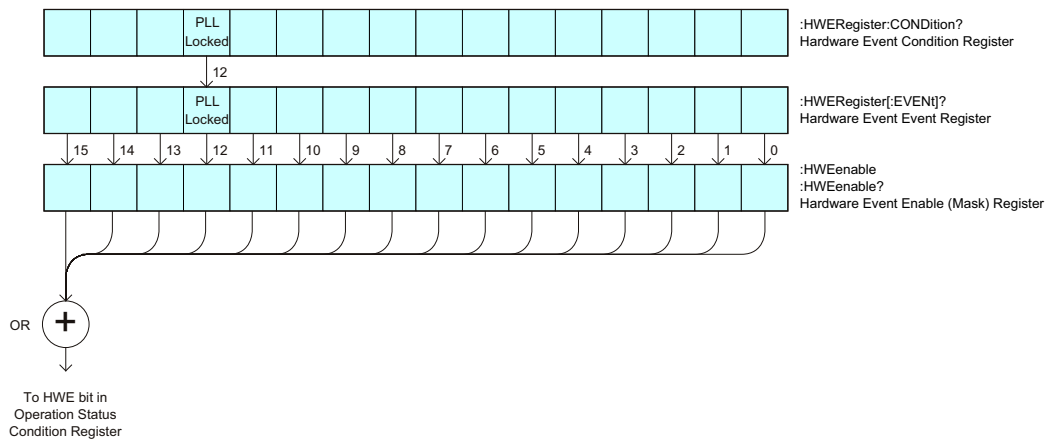 PLL
Locked
:HWERegister:CONDition?
Hardware Event Condition Register
12
PLL
Locked
:HWERegister[:EVENt]?
Hardware Event Event Register
15 14 13 12 11 10 9 8 7 6 5 4 3 2 1 0
:HWEenable
:HWEenable?
Hardware Event Enable (Mask) Register
OR +
To HWE bit in
Operation Status
Condition Register